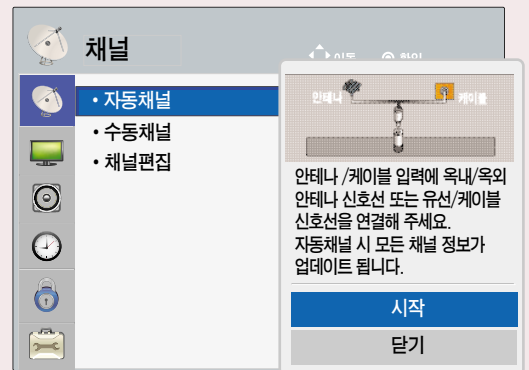 채널
이동 확인
• 자동채널
• 수동채널
• 채널편집
안테나 케이블
안테나 /케이블 입력에 옥내/옥외
안테나 신호선 또는 유선/케이블
신호선을 연결해 주세요.
자동채널 시 모든 채널 정보가
업데이트 됩니다.
시작
닫기